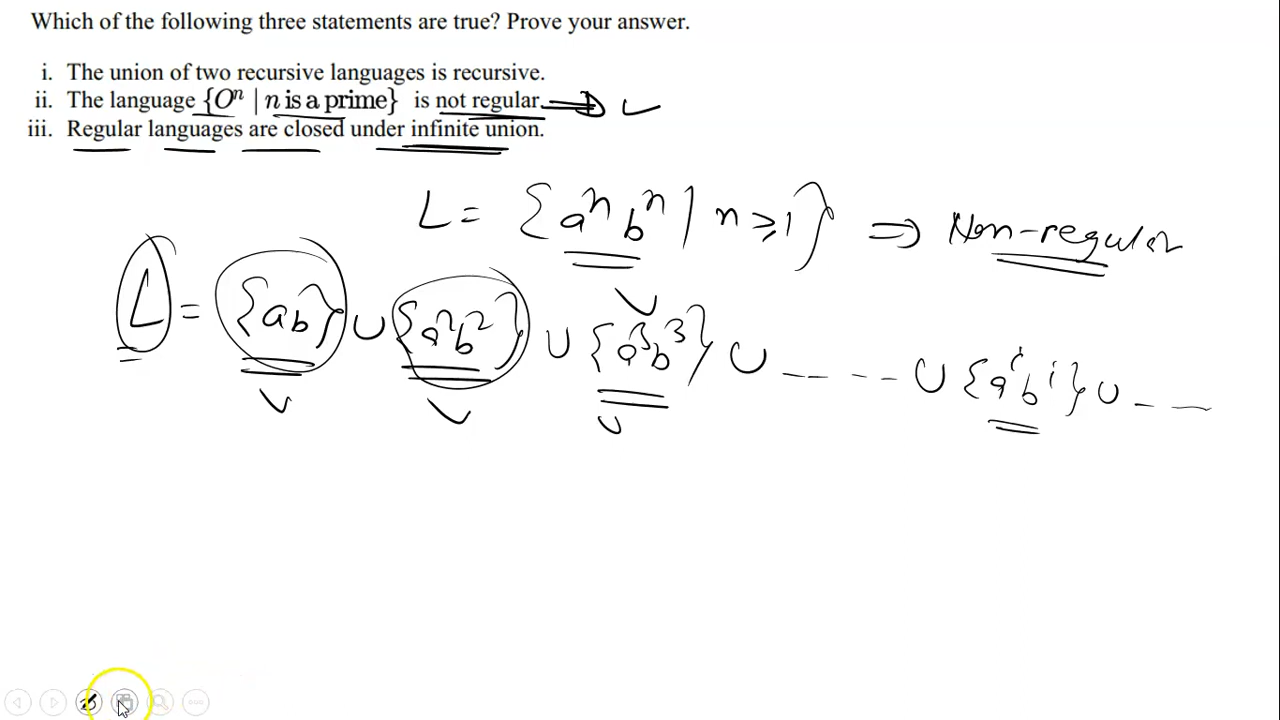 Which of the following three statements are true? Prove your answer.
i. The union of two recursive languages is recursive.
ii. The language {Oⁿ | n is a prime} is not regular. ⇒ ✓
iii. Regular languages are closed under infinite union.
L = {aⁿbⁿ | n ≥ 1} ⇒ Non-regular
L = {ab} ∪ {a²b²} ∪ {a³b³} ∪ ---- ∪ {aⁱbⁱ} ∪ --